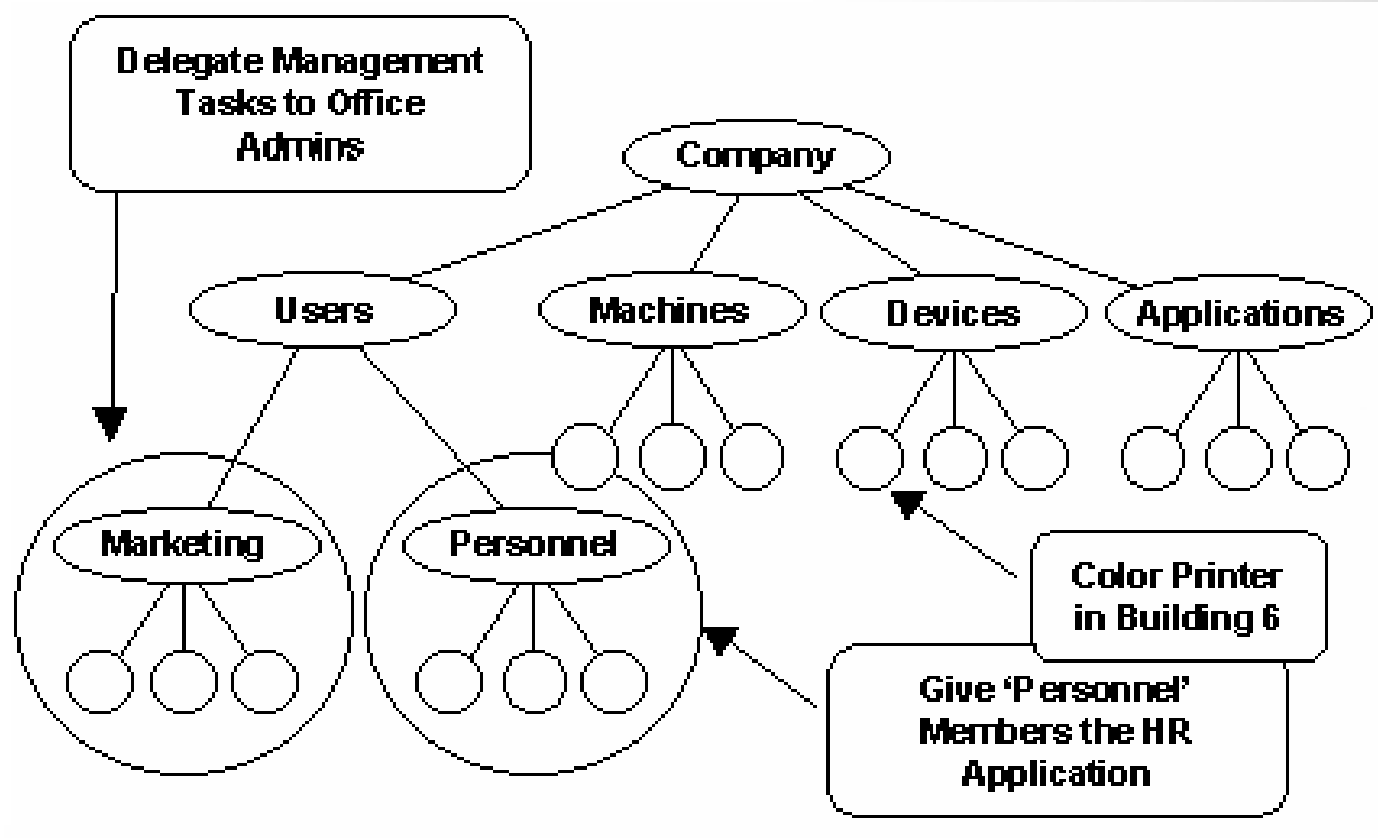 Delegate Management
Tasks to Office
Admins
Company
Users
Machines
Devices
Applications
Marketing
Personnel
Color Printer
in Building 6
Give ‘Personnel’
Members the HR
Application